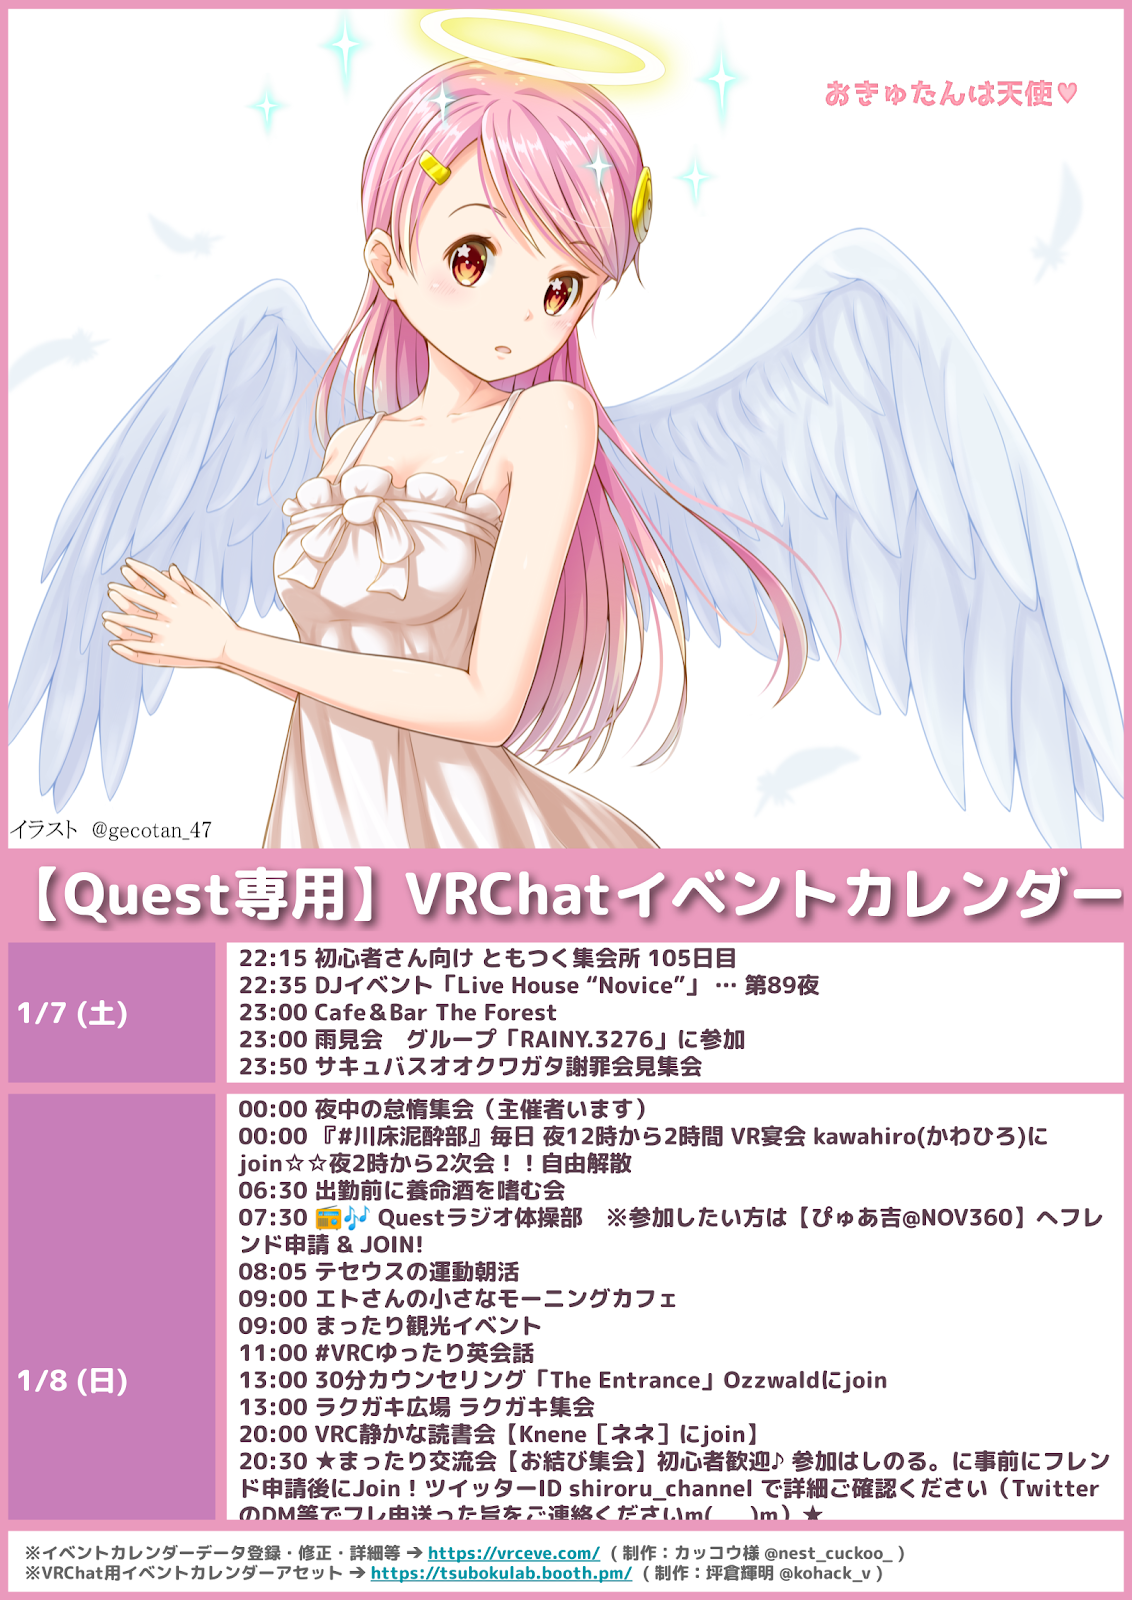 おきゅたんは天使♥
イラスト @gecotan_47
【Quest専用】VRChatイベントカレンダー
1/7 (土)
22:15 初心者さん向け ともつく集会所 105日目
22:35 DJイベント「Live House “Novice”」 … 第89夜
23:00 Cafe＆Bar The Forest
23:00 雨見会　グループ「RAINY.3276」に参加
23:50 サキュバスオオクワガタ謝罪会見集会
1/8 (日)
00:00 夜中の怠惰集会（主催者います）
00:00 『#川床泥酔部』毎日 夜12時から2時間 VR宴会 kawahiro(かわひろ)に
join☆☆夜2時から2次会！！自由解散
06:30 出勤前に養命酒を嗜む会
07:30 📻🎶 Questラジオ体操部　※参加したい方は【ぴゅあ吉@NOV360】へフレ
ンド申請 & JOIN!
08:05 テセウスの運動朝活
09:00 エトさんの小さなモーニングカフェ
09:00 まったり観光イベント
11:00 #VRCゆったり英会話
13:00 30分カウンセリング「The Entrance」Ozzwaldにjoin
13:00 ラクガキ広場 ラクガキ集会
20:00 VRC静かな読書会【Knene［ネネ］にjoin】
20:30 ★まったり交流会【お結び集会】初心者歓迎♪ 参加はしのる。に事前にフレン
ド申請後にJoin！ツイッターID shiroru_channel で詳細ご確認ください（Twitter
のDM等でフレ申送った旨をご連絡くださいm(__)m）★
※イベントカレンダーデータ登録・修正・詳細等 ➔ https://vrceve.com/ （制作：カッコウ様 @nest_cuckoo_ ）
※VRChat用イベントカレンダーアセット ➔ https://tsubokulab.booth.pm/ （制作：坪倉輝明 @kohack_v ）